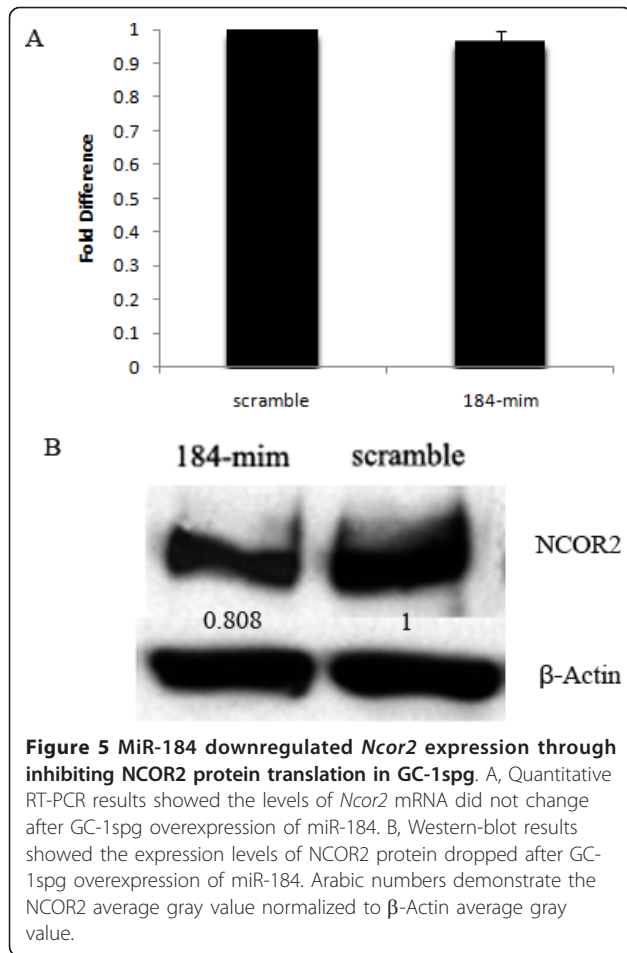 A
Fold Difference
1
0.9
0.8
0.7
0.6
0.5
0.4
0.3
0.2
0.1
0
scramble 184-mim
B
184-mim scramble
NCOR2
0.808 1
β-Actin
Figure 5 MiR-184 downregulated Ncor2 expression through
inhibiting NCOR2 protein translation in GC-1spg. A, Quantitative
RT-PCR results showed the levels of Ncor2 mRNA did not change
after GC-1spg overexpression of miR-184. B, Western-blot results
showed the expression levels of NCOR2 protein dropped after GC-
1spg overexpression of miR-184. Arabic numbers demonstrate the
NCOR2 average gray value normalized to β-Actin average gray
value.